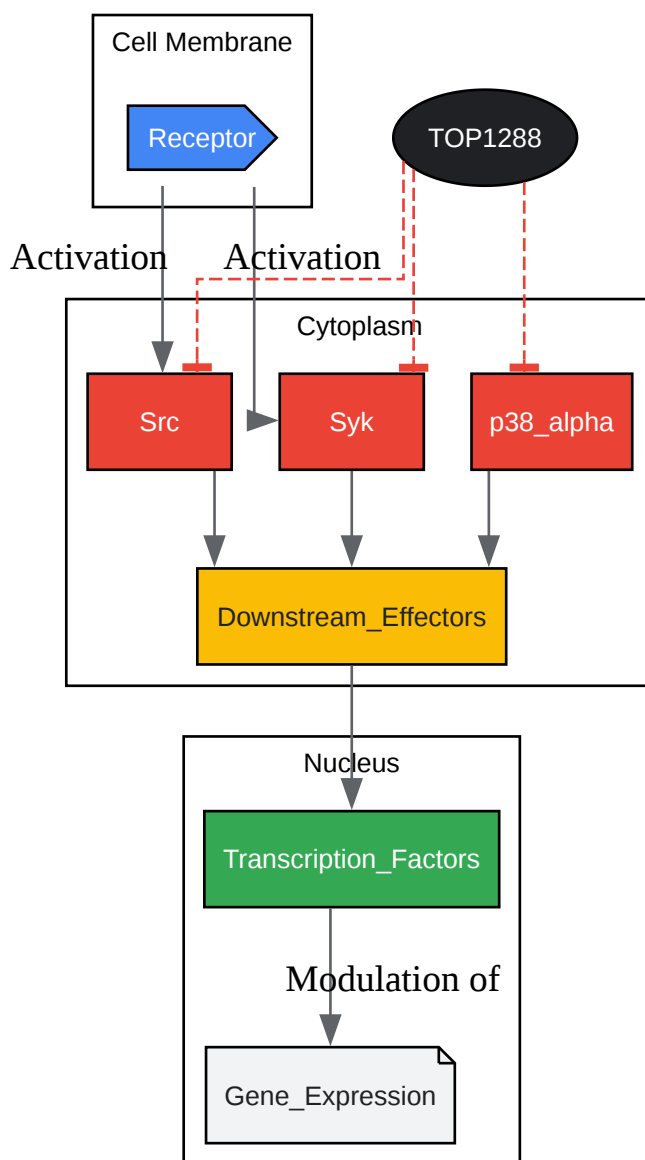 Cell Membrane
Receptor
TOP1288
Activation
Activation
Cytoplasm
Src
Syk
p38_alpha
Downstream_Effectors
Nucleus
Transcription_Factors
Modulation of
Gene_Expression